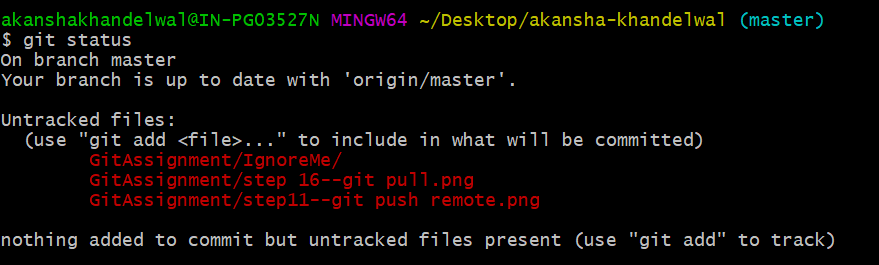 akanshakhandelwal@IN-PG03527N MINGW64 ~/Desktop/akansha-khandelwal (master)
$ git status
On branch master
Your branch is up to date with 'origin/master'.
Untracked files:
(use "git add <file>..." to include in what will be committed)
GitAssignment/IgnoreMe/
GitAssignment/step 16--git pull.png
GitAssignment/step11--git push remote.png
nothing added to commit but untracked files present (use "git add" to track)